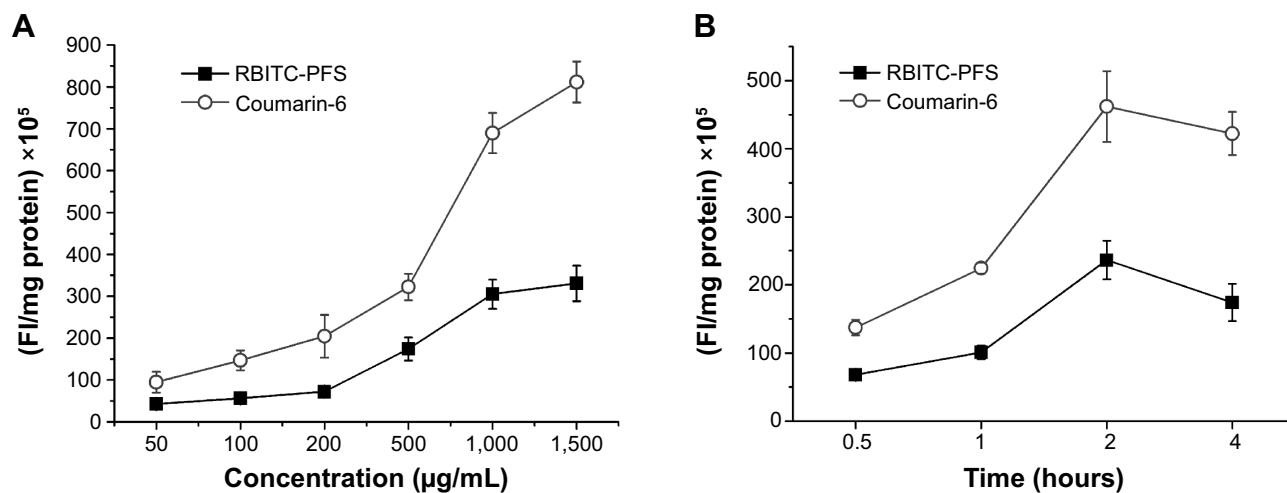 A
(FI/mg protein) ×10⁵
900
800
700
600
500
400
300
200
100
0
RBITC-PFS
Coumarin-6
50 100 200 500 1,000 1,500
Concentration (µg/mL)
B
(FI/mg protein) ×10⁵
500
400
300
200
100
0
RBITC-PFS
Coumarin-6
0.5 1 2 4
Time (hours)